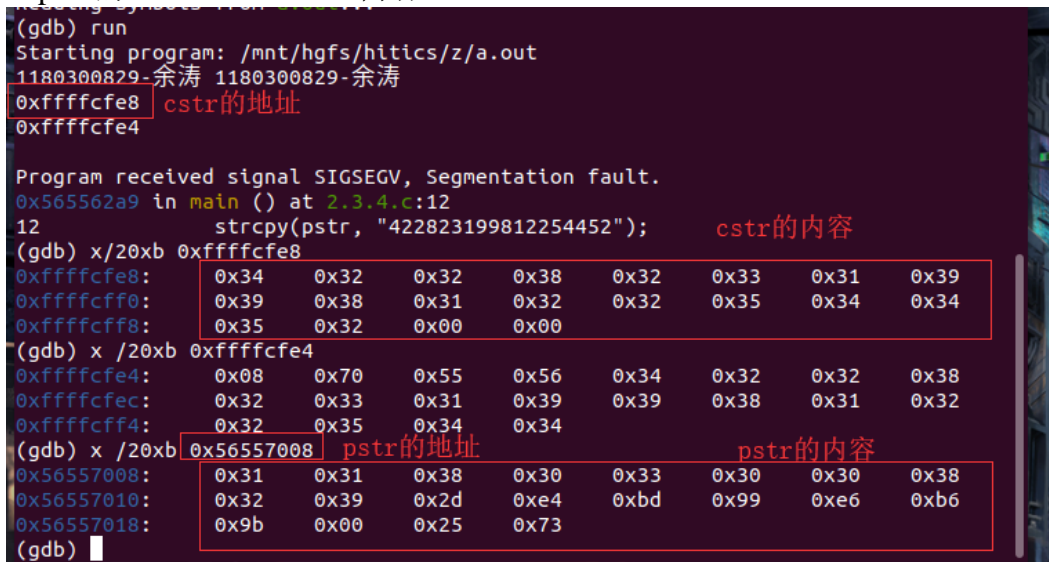 (gdb) run
Starting program: /mnt/hgfs/hitics/z/a.out
1180300829-余涛 1180300829-余涛
0xffffcfe8 cstr的地址
0xffffcfe4
Program received signal SIGSEGV, Segmentation fault.
0x565562a9 in main () at 2.3.4.c:12
12 strcpy(pstr, "422823199812254452"); cstr的内容
(gdb) x/20xb 0xffffcfe8
0xffffcfe8: 0x34 0x32 0x32 0x38 0x32 0x33 0x31 0x39
0xffffcff0: 0x39 0x38 0x31 0x32 0x32 0x35 0x34 0x34
0xffffcff8: 0x35 0x32 0x00 0x00
(gdb) x /20xb 0xffffcfe4
0xffffcfe4: 0x08 0x70 0x55 0x56 0x34 0x32 0x32 0x38
0xffffcfec: 0x32 0x33 0x31 0x39 0x39 0x38 0x31 0x32
0xffffcff4: 0x32 0x35 0x34 0x34
(gdb) x /20xb 0x56557008 pstr的地址 pstr的内容
0x56557008: 0x31 0x31 0x38 0x30 0x33 0x30 0x30 0x38
0x56557010: 0x32 0x39 0x2d 0xe4 0xbd 0x99 0xe6 0xb6
0x56557018: 0x9b 0x00 0x25 0x73
(gdb)